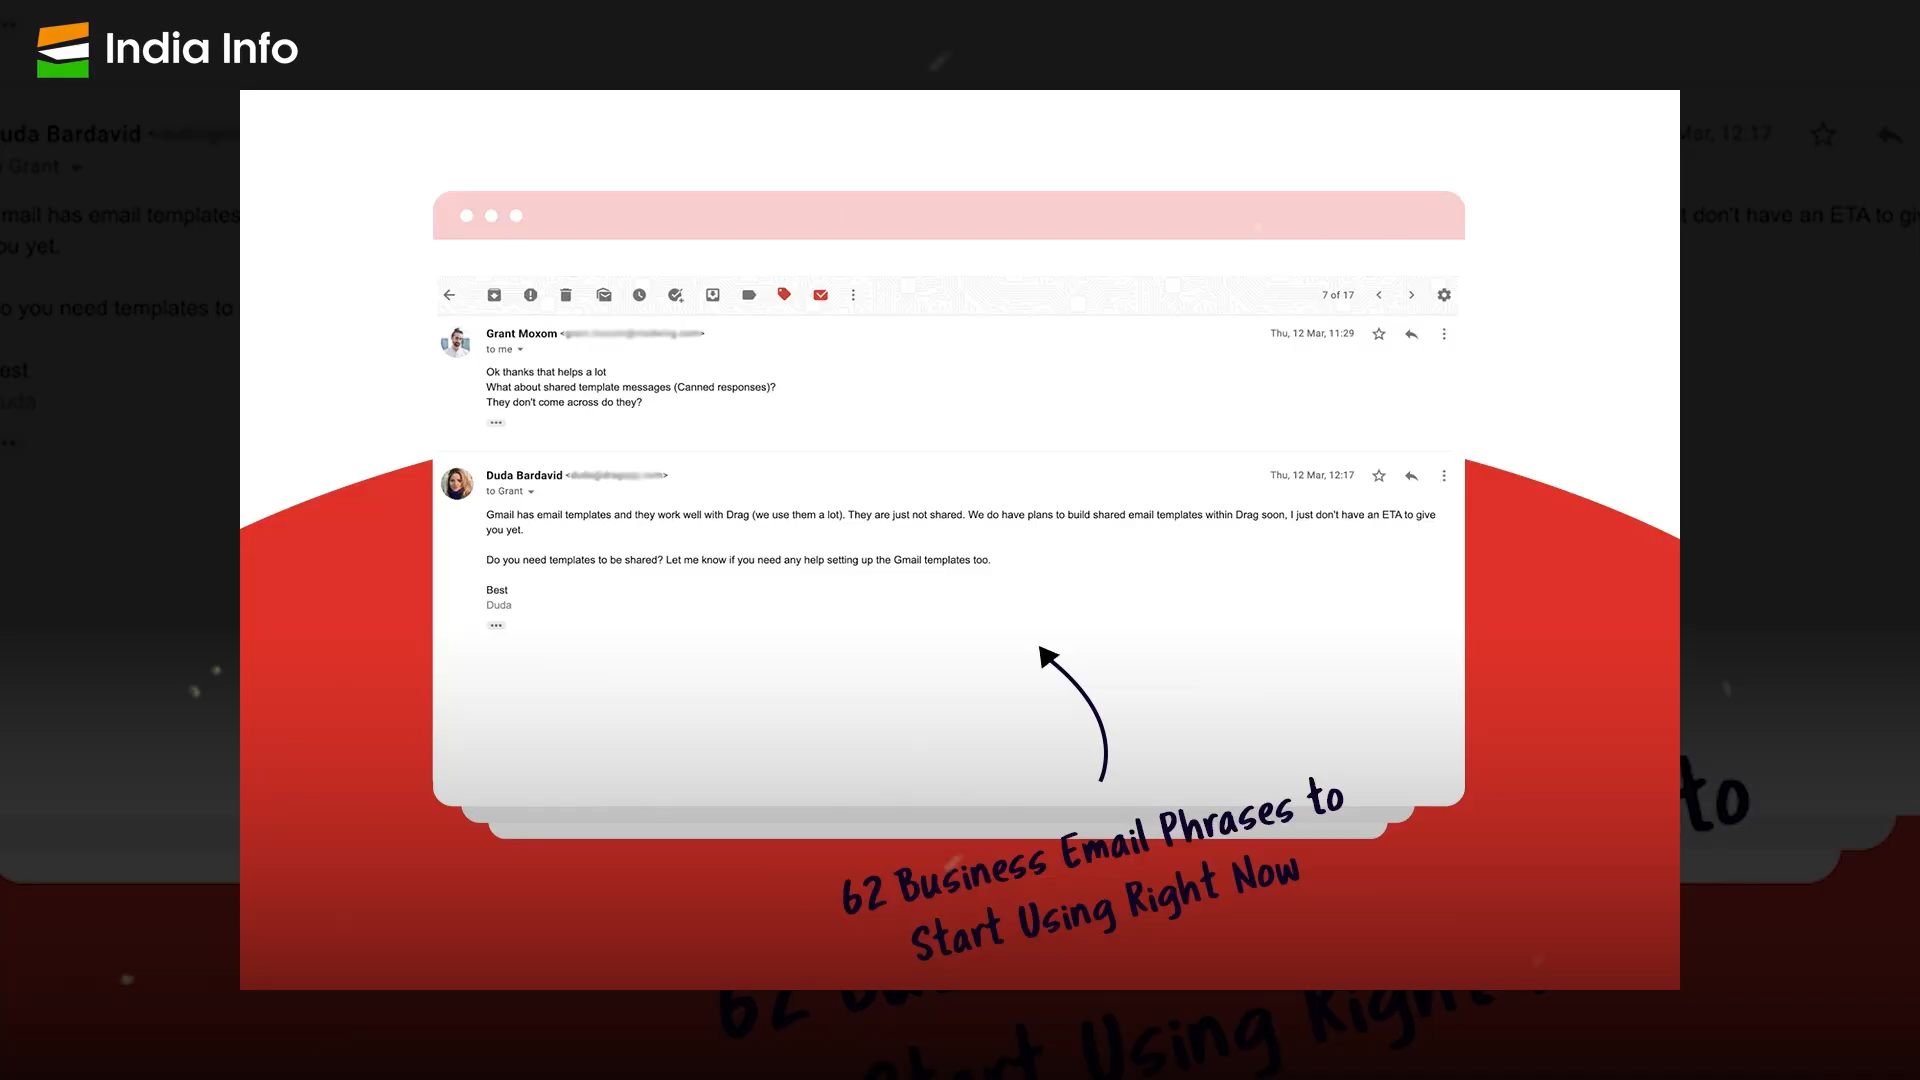 India Info
7 of 17
Grant Moxom
Thu, 12 Mar, 11:29
to me
Ok thanks that helps a lot
What about shared template messages (Canned responses)?
They don't come across do they?
Duda Bardavid
Thu, 12 Mar, 12:17
to Grant
Gmail has email templates and they work well with Drag (we use them a lot). They are just not shared. We do have plans to build shared email templates within Drag soon, I just don't have an ETA to give
you yet.
Do you need templates to be shared? Let me know if you need any help setting up the Gmail templates too.
Best
Duda
62 Business Email Phrases to
Start Using Right Now